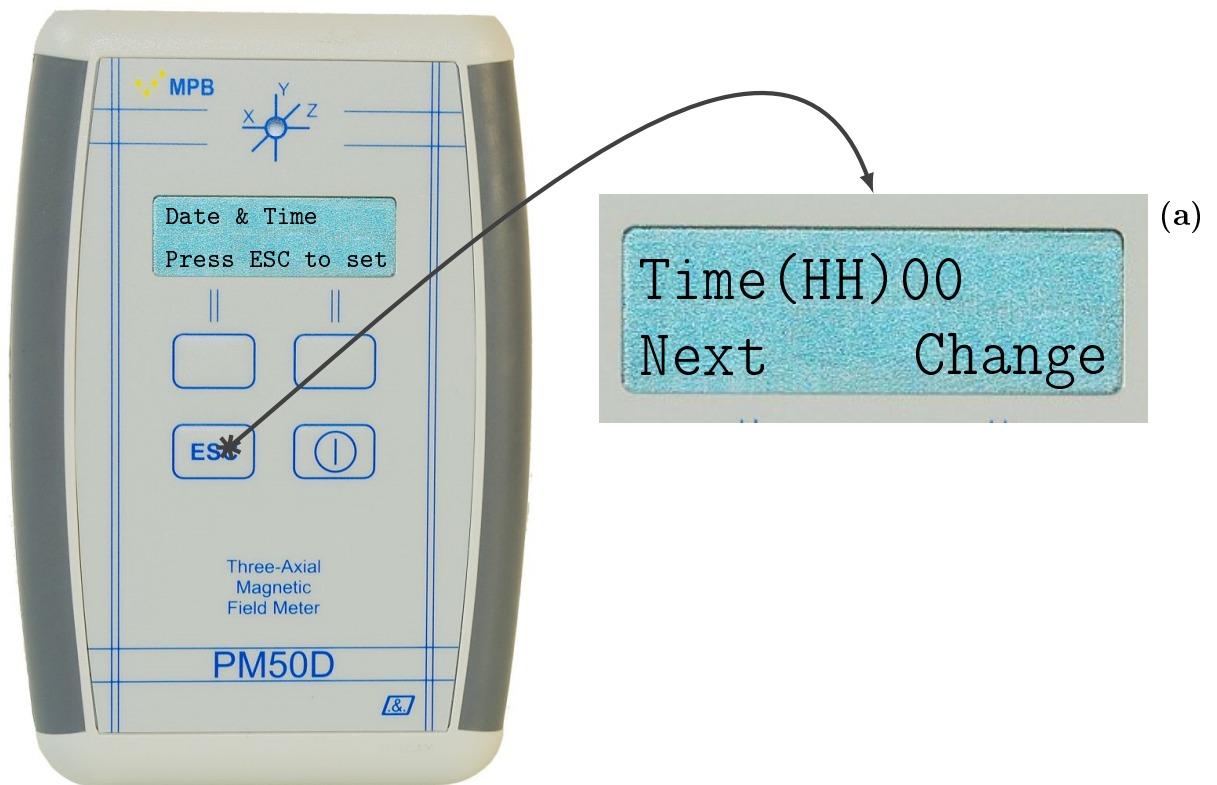 MPB
Y
X Z
Date & Time
Press ESC to set
ESC
Three-Axial
Magnetic
Field Meter
PM50D
.&.
(a)
Time(HH)00
Next Change